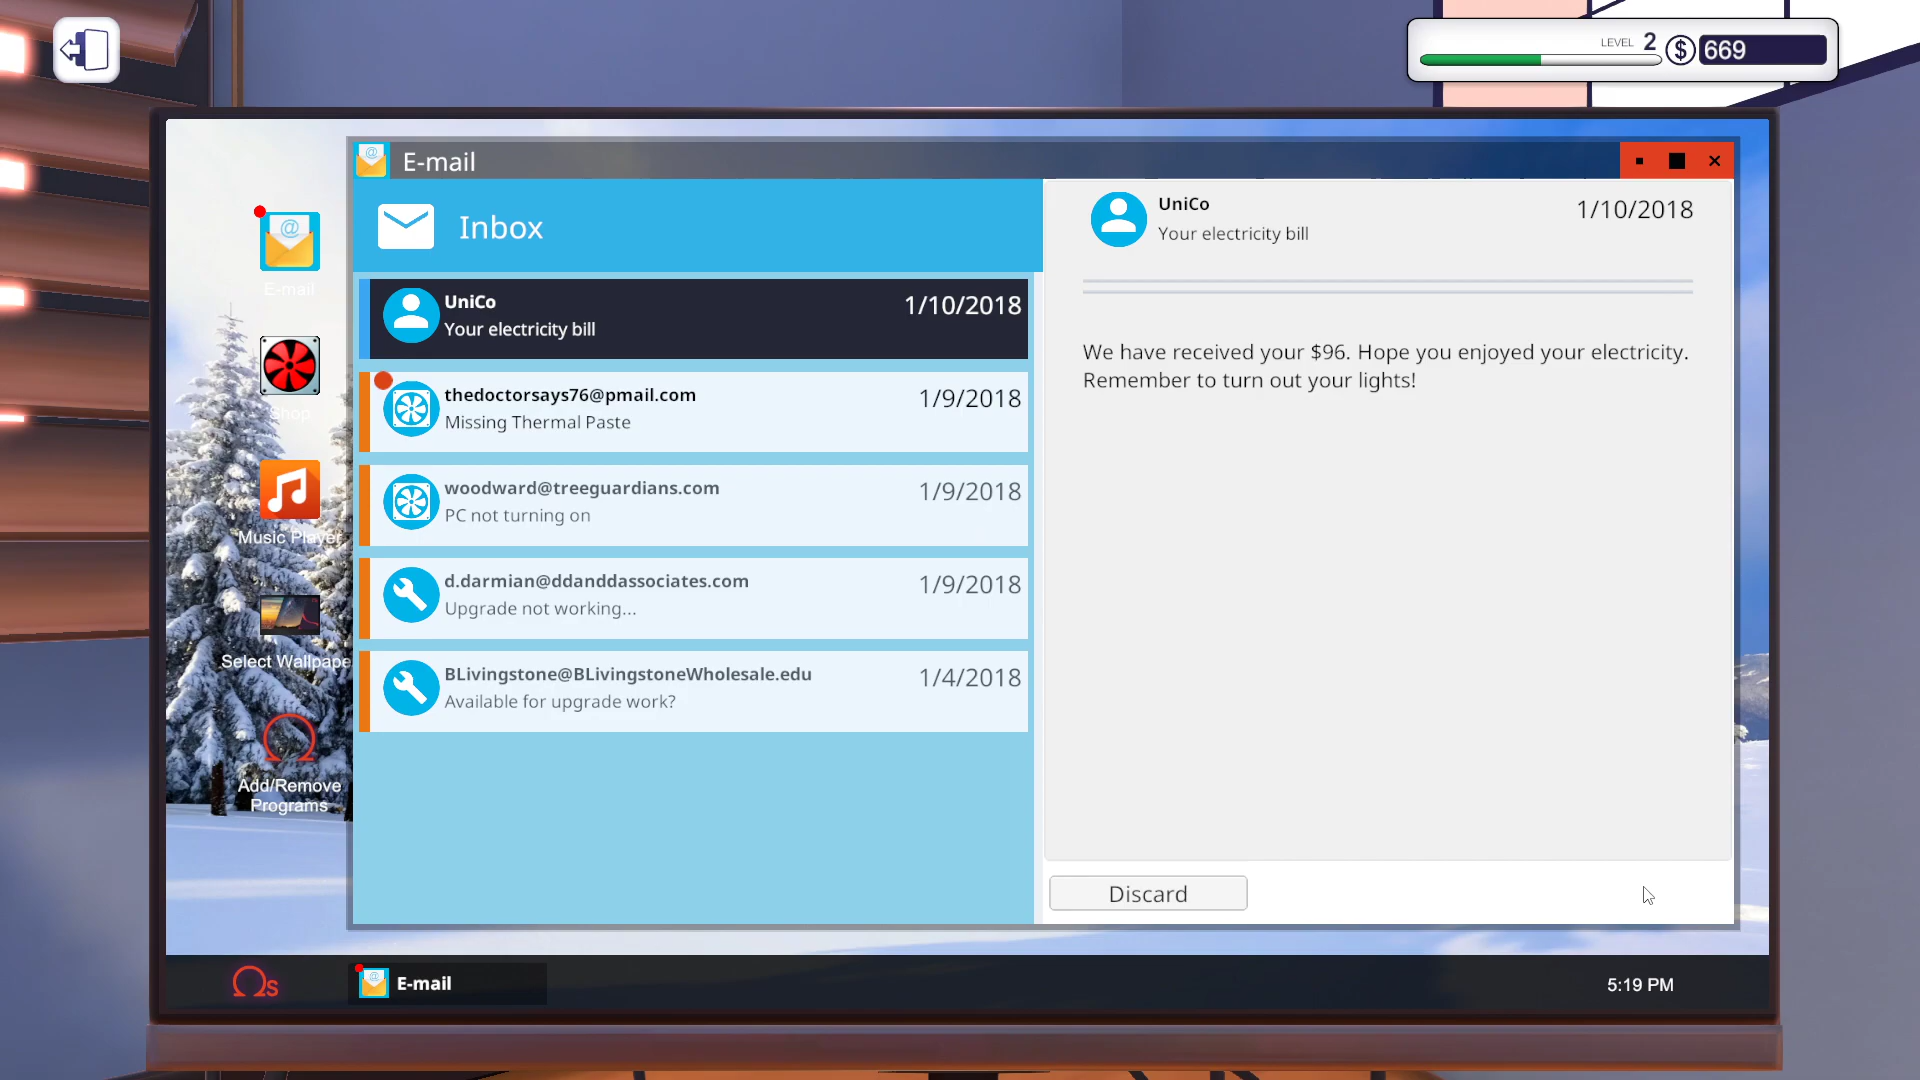 LEVEL 2
$ 669
E-mail
Inbox
UniCo
Your electricity bill
1/10/2018
thedoctorsays76@pmail.com
Missing Thermal Paste
1/9/2018
woodward@treeguardians.com
PC not turning on
1/9/2018
d.darmian@ddanddassociates.com
Upgrade not working...
1/9/2018
BLivingstone@BLivingstoneWholesale.edu
Available for upgrade work?
1/4/2018
UniCo
Your electricity bill
1/10/2018
We have received your $96. Hope you enjoyed your electricity.
Remember to turn out your lights!
Discard
E-mail
Shop
Music Player
Select Wallpape
Add/Remove
Programs
Ωs
E-mail
5:19 PM